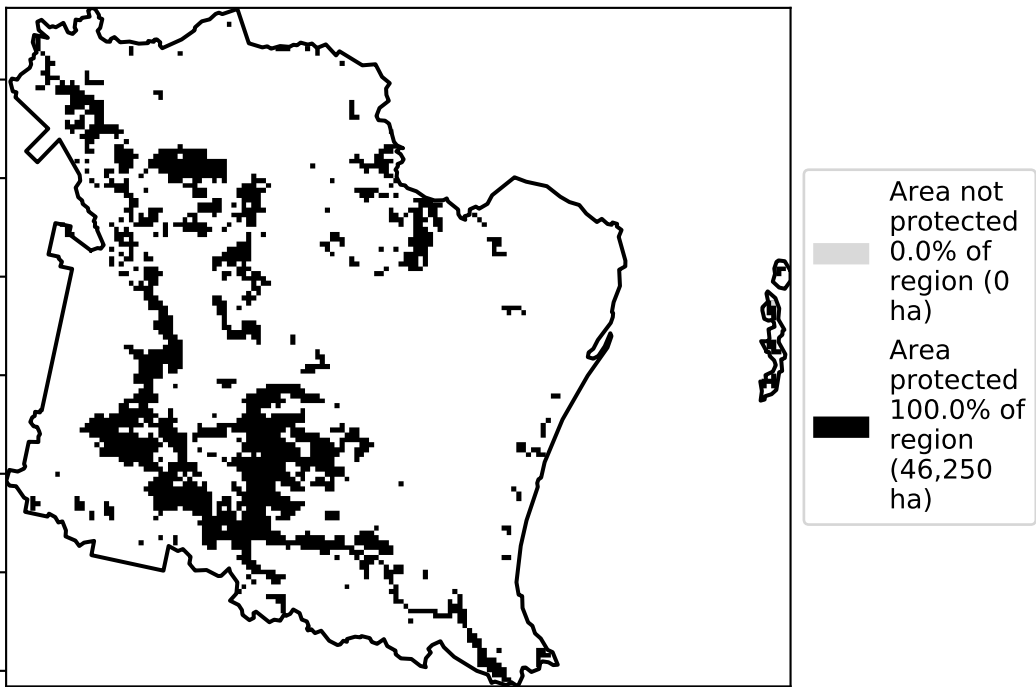 Area not
protected
0.0% of
region (0
ha)
Area
protected
100.0% of
region
(46,250
ha)